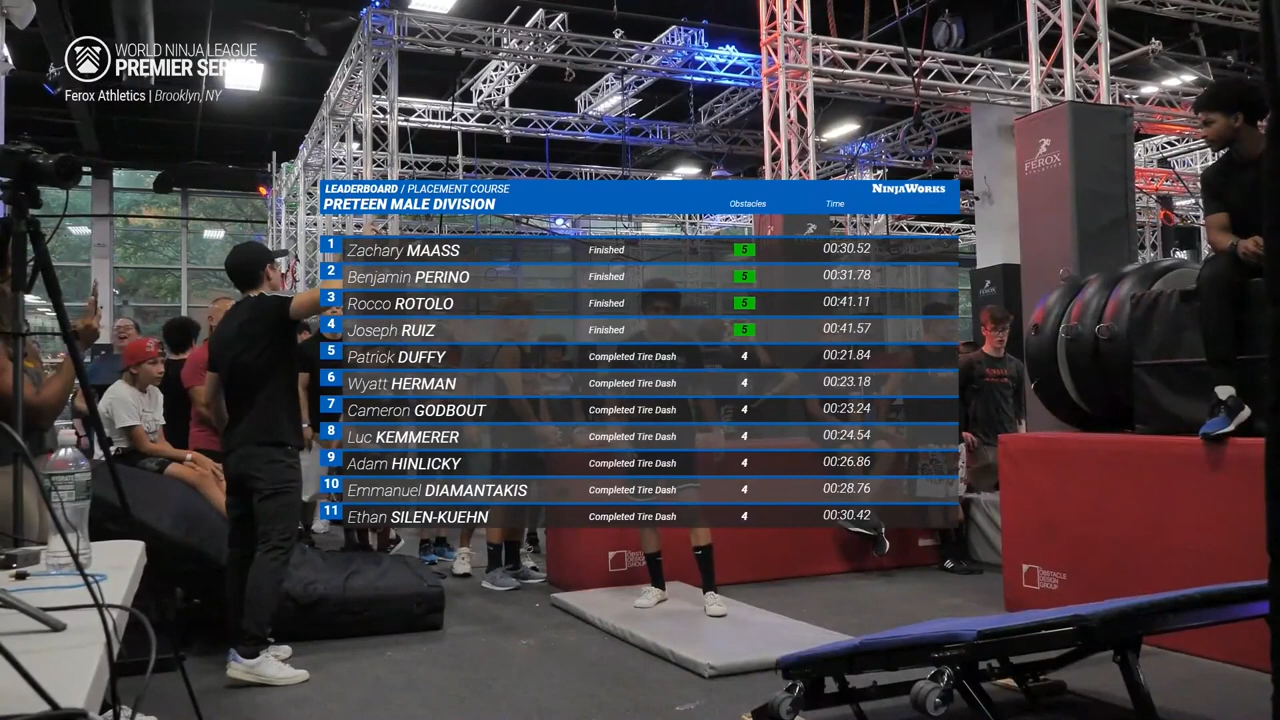 WORLD NINJA LEAGUE
PREMIER SERIES
Ferox Athletics | Brooklyn, NY
FEROX
ATHLETICS
LEADERBOARD / PLACEMENT COURSE
NINJAWORKS
PRETEEN MALE DIVISION Obstacles Time
1 Zachary MAASS Finished 5 00:30.52
2 Benjamin PERINO Finished 5 00:31.78
3 Rocco ROTOLO Finished 5 00:41.11
4 Joseph RUIZ Finished 5 00:41.57
5 Patrick DUFFY Completed Tire Dash 4 00:21.84
6 Wyatt HERMAN Completed Tire Dash 4 00:23.18
7 Cameron GODBOUT Completed Tire Dash 4 00:23.24
8 Luc KEMMERER Completed Tire Dash 4 00:24.54
9 Adam HINLICKY Completed Tire Dash 4 00:26.86
10 Emmanuel DIAMANTAKIS Completed Tire Dash 4 00:28.76
11 Ethan SILEN-KUEHN Completed Tire Dash 4 00:30.42
FEROX
OBSTACLE
DESIGN
GROUP
OBSTACLE
DESIGN
GROUP